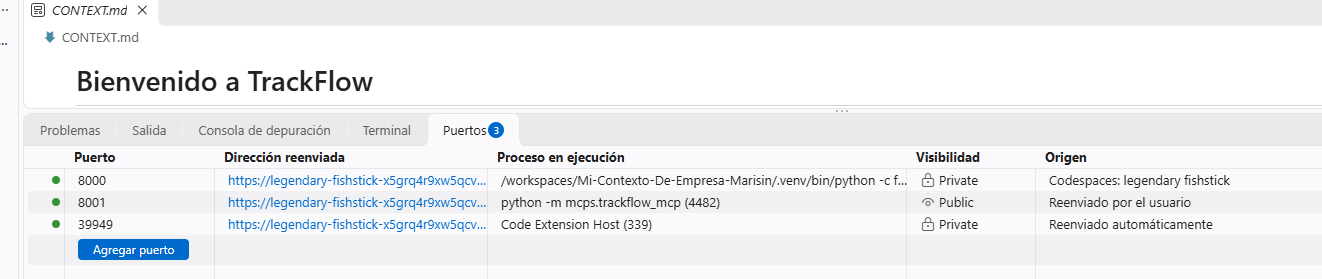 CONTEXT.md
CONTEXT.md
Bienvenido a TrackFlow
Problemas Salida Consola de depuración Terminal Puertos 3
Puerto Dirección reenviada Proceso en ejecución Visibilidad Origen
8000 https://legendary-fishstick-x5grq4r9xw5qcv... /workspaces/Mi-Contexto-De-Empresa-Marisin/.venv/bin/python -c f... Private Codespaces: legendary fishstick
8001 https://legendary-fishstick-x5grq4r9xw5qcv... python -m mcps.trackflow_mcp (4482) Public Reenviado por el usuario
39949 https://legendary-fishstick-x5grq4r9xw5qcv... Code Extension Host (339) Private Reenviado automáticamente
Agregar puerto